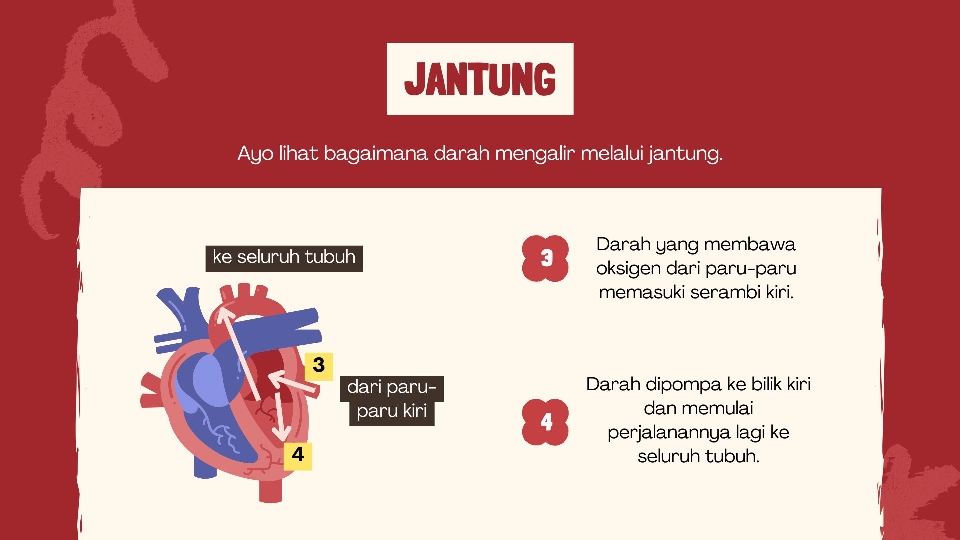 JANTUNG
Ayo lihat bagaimana darah mengalir melalui jantung.
ke seluruh tubuh
3
dari paru-
paru kiri
4
3
Darah yang membawa
oksigen dari paru-paru
memasuki serambi kiri.
4
Darah dipompa ke bilik kiri
dan memulai
perjalanannya lagi ke
seluruh tubuh.